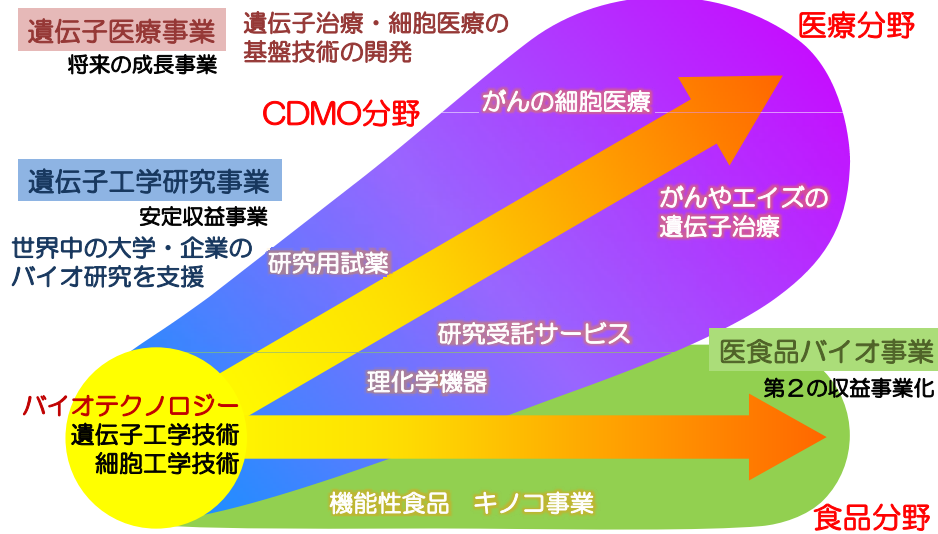 遺伝子医療事業
将来の成長事業
遺伝子治療・細胞医療の
基盤技術の開発
医療分野
CDMO分野
がんの細胞医療
遺伝子工学研究事業
安定収益事業
世界中の大学・企業の
バイオ研究を支援
がんやエイズの
遺伝子治療
研究用試薬
研究受託サービス
理化学機器
医食品バイオ事業
第２の収益事業化
バイオテクノロジー
遺伝子工学技術
細胞工学技術
機能性食品　キノコ事業
食品分野